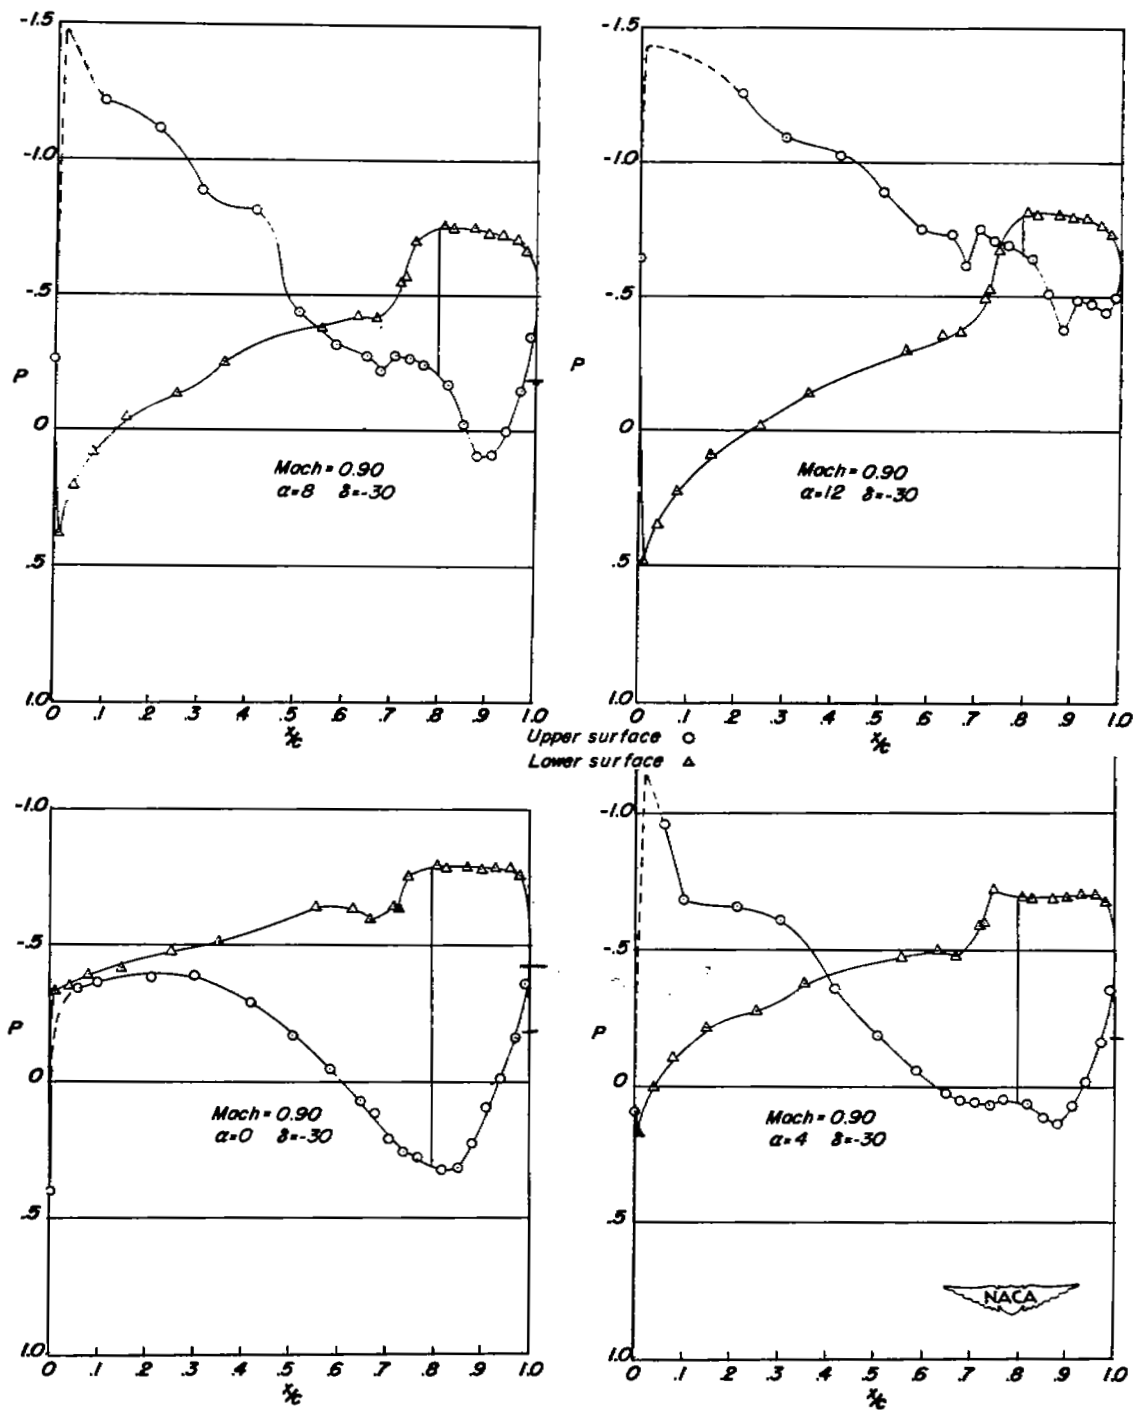 -1.5
-1.0
-.5
P
0
.5
1.0
Mach = 0.90
α=8 δ=-30
0 .1 .2 .3 .4 .5 .6 .7 .8 .9 1.0
x/c
-1.5
-1.0
-.5
P
0
.5
1.0
Mach = 0.90
α=12 δ=-30
0 .1 .2 .3 .4 .5 .6 .7 .8 .9 1.0
x/c
Upper surface ○
Lower surface △
-1.0
-.5
P
0
.5
1.0
Mach = 0.90
α=0 δ=-30
0 .1 .2 .3 .4 .5 .6 .7 .8 .9 1.0
x/c
-1.0
-.5
P
0
.5
1.0
Mach = 0.90
α=4 δ=-30
NACA
0 .1 .2 .3 .4 .5 .6 .7 .8 .9 1.0
x/c